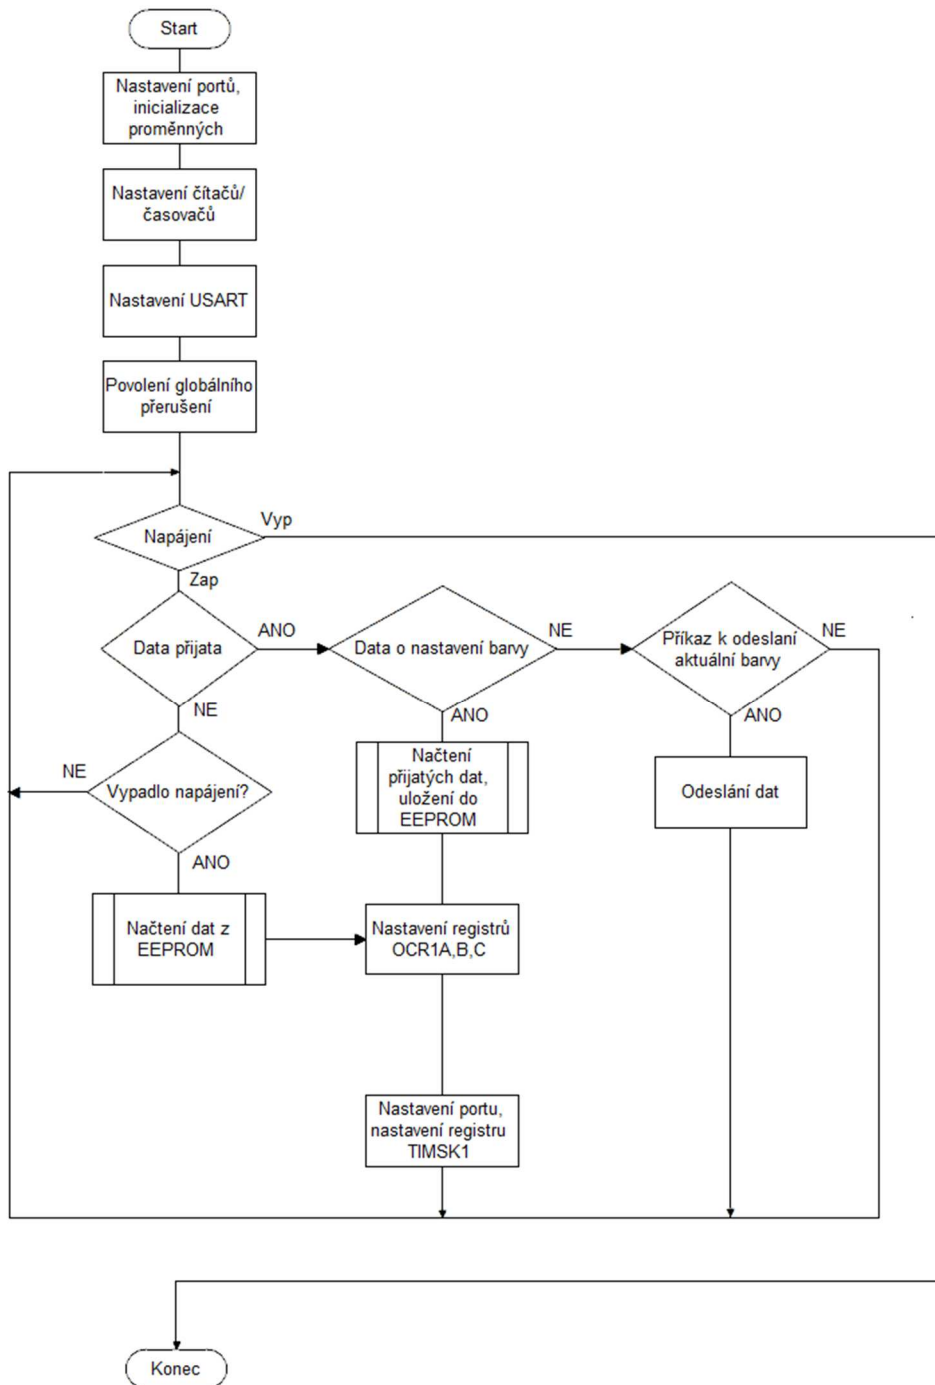 Start
Nastavení portů,
inicializace
proměnných
Nastavení čítačů/
časovačů
Nastavení USART
Povolení globálního
přerušení
Napájení
Vyp
Zap
Data přijata
ANO
Data o nastavení barvy
NE
Příkaz k odeslaní
aktuální barvy
NE
NE
ANO
ANO
NE
Vypadlo napájení?
Načtení
přijatých dat,
uložení do
EEPROM
Odeslání dat
ANO
Načtení dat z
EEPROM
Nastavení registrů
OCR1A,B,C
Nastavení portu,
nastavení registru
TIMSK1
Konec